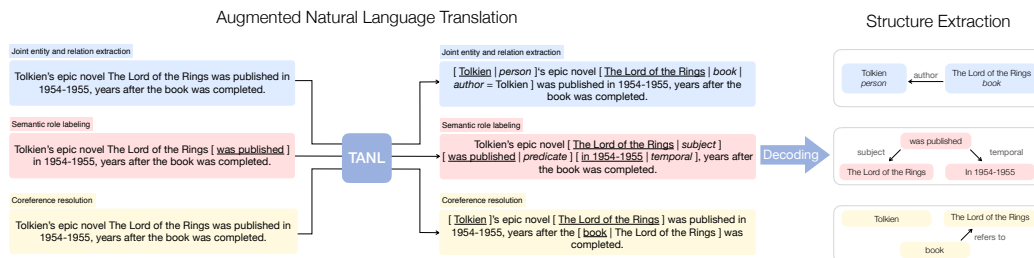 Augmented Natural Language Translation
Structure Extraction
Joint entity and relation extraction
Tolkien's epic novel The Lord of the Rings was published in
1954-1955, years after the book was completed.
Semantic role labeling
Tolkien's epic novel The Lord of the Rings [ was published ]
in 1954-1955, years after the book was completed.
Coreference resolution
Tolkien's epic novel The Lord of the Rings was published in
1954-1955, years after the book was completed.
TANL
Joint entity and relation extraction
[ Tolkien | person ]'s epic novel [ The Lord of the Rings | book |
author = Tolkien ] was published in 1954-1955, years after the
book was completed.
Semantic role labeling
Tolkien's epic novel [ The Lord of the Rings | subject ]
[ was published | predicate ] [ in 1954-1955 | temporal ], years after
the book was completed.
Coreference resolution
[ Tolkien ]'s epic novel [ The Lord of the Rings ] was published in
1954-1955, years after the [ book | The Lord of the Rings ] was
completed.
Decoding
Tolkien
person
author
The Lord of the Rings
book
was published
subject
temporal
The Lord of the Rings
In 1954-1955
Tolkien
The Lord of the Rings
refers to
book